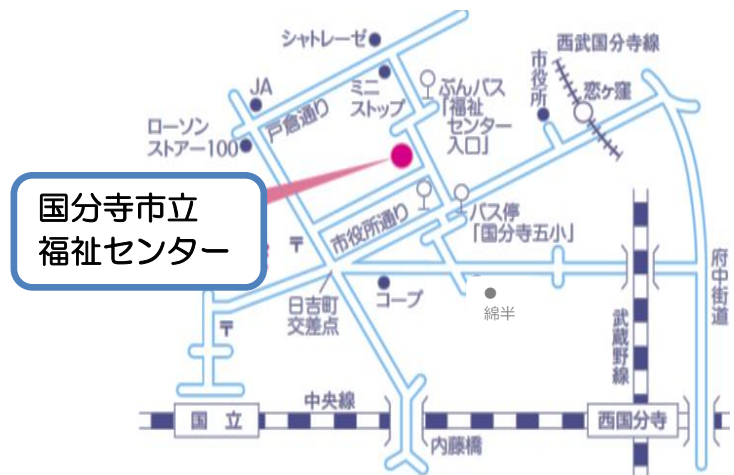 シャトレーゼ
西武国分寺線
市役所
恋ヶ窪
JA
ミニ
ストップ
ぶんバス
「福祉
センター
入口」
戸倉通り
ローソン
ストアー100
国分寺市立
福祉センター
市役所通り
バス停
「国分寺五小」
〒
府中街道
日吉町
交差点
コープ
綿半
〒
武蔵野線
中央線
国立
内藤橋
西国分寺